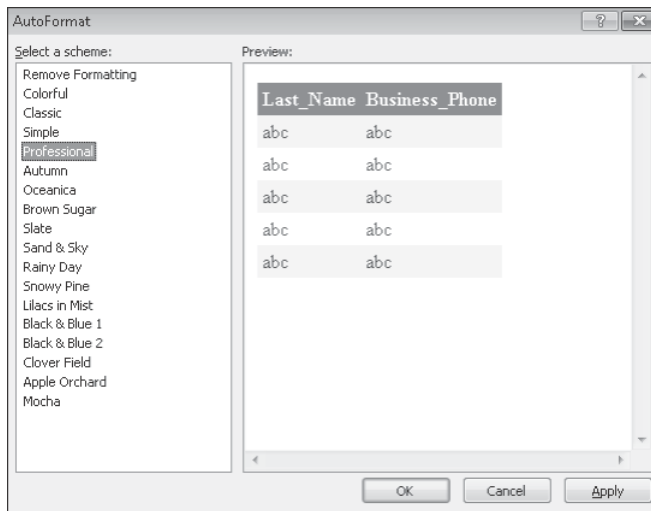 AutoFormat
Select a scheme:
Remove Formatting
Colorful
Classic
Simple
Professional
Autumn
Oceanica
Brown Sugar
Slate
Sand & Sky
Rainy Day
Snowy Pine
Lilacs in Mist
Black & Blue 1
Black & Blue 2
Clover Field
Apple Orchard
Mocha
Preview:
Last_Name Business_Phone
abc abc
abc abc
abc abc
abc abc
abc abc
OK Cancel Apply